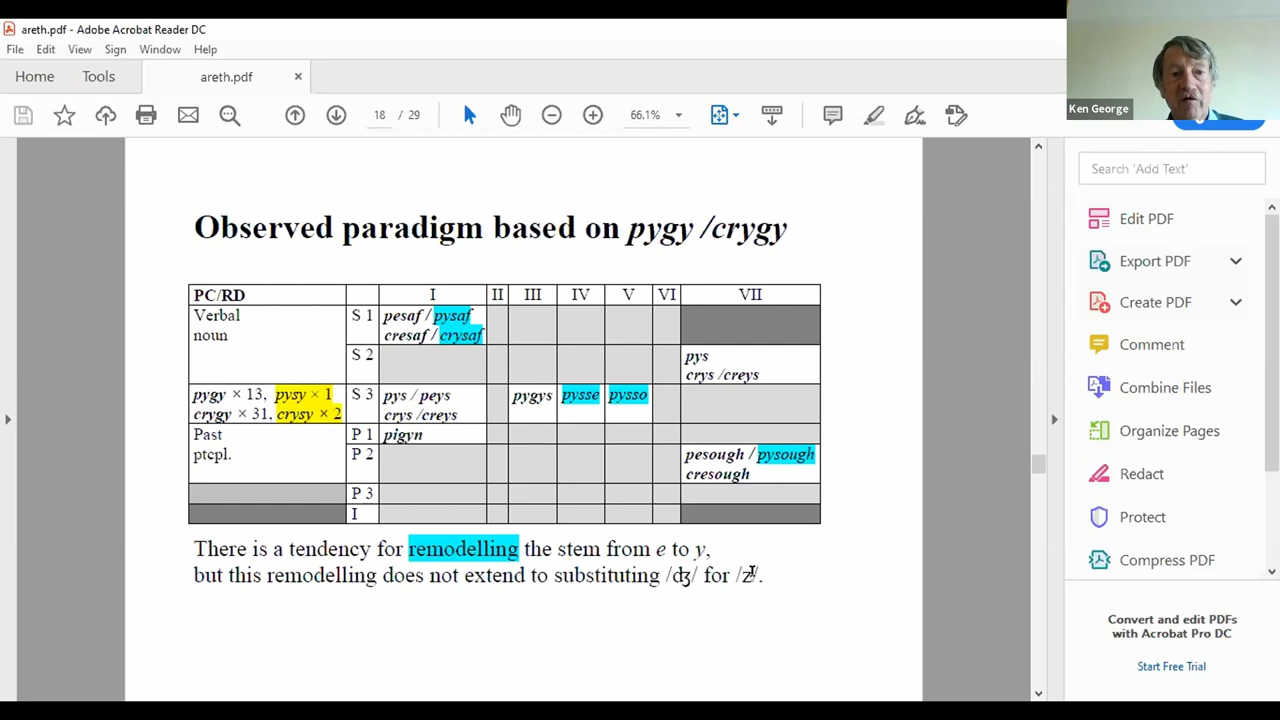 areth.pdf - Adobe Acrobat Reader DC
File Edit View Sign Window Help
Home Tools areth.pdf ×
18 / 29 66.1%
Ken George
Observed paradigm based on pygy /crygy
PC/RD I II III IV V VI VII
Verbal S 1 pesaf / pysaf
noun cresaf / crysaf
S 2 pys
crys /creys
pygy × 13, pysy × 1 S 3 pys / peys pygys pysse pysso
crygy × 31, crysy × 2 crys /creys
Past P 1 pigyn
ptcpl. P 2 pesough / pysough
cresough
P 3
I
There is a tendency for remodelling the stem from e to y,
but this remodelling does not extend to substituting /ʤ/ for /z/.
Search 'Add Text'
Edit PDF
Export PDF
Create PDF
Comment
Combine Files
Organize Pages
Redact
Protect
Compress PDF
Convert and edit PDFs
with Acrobat Pro DC
Start Free Trial